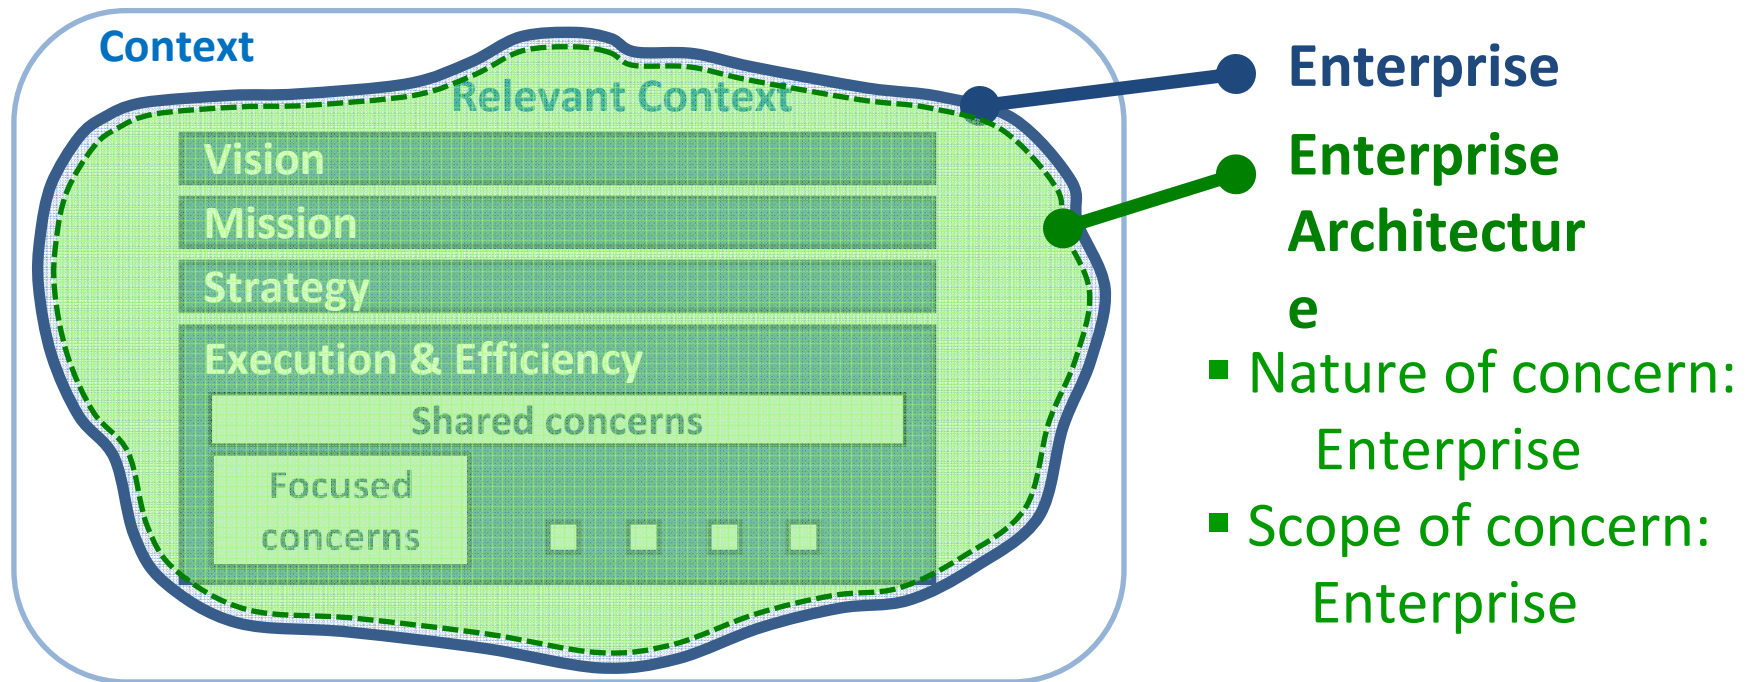 Context
Relevant Context
Vision
Mission
Strategy
Execution & Efficiency
Shared concerns
Focused
concerns
Enterprise
Enterprise
Architectur
e
▪ Nature of concern:
Enterprise
▪ Scope of concern:
Enterprise